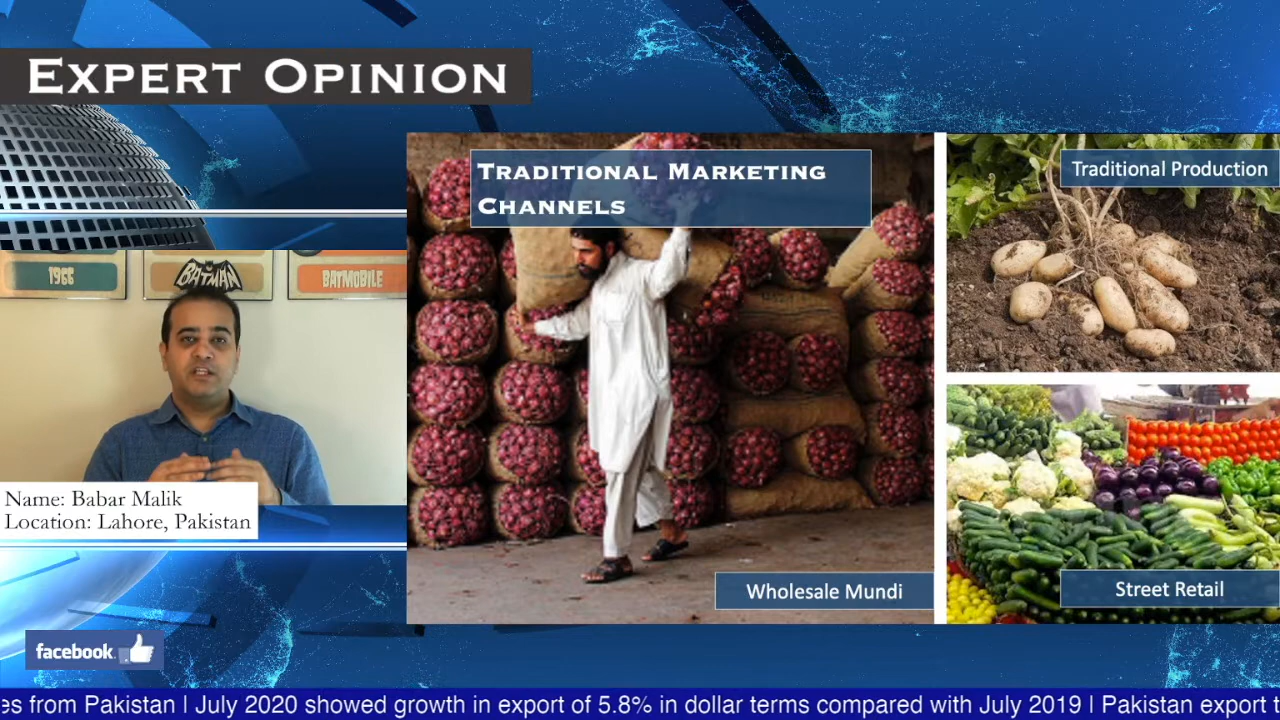 EXPERT OPINION
TRADITIONAL MARKETING
CHANNELS
Traditional Production
1966
BATMAN
BATMOBILE
Name: Babar Malik
Location: Lahore, Pakistan
Wholesale Mundi
Street Retail
facebook.
es from Pakistan | July 2020 showed growth in export of 5.8% in dollar terms compared with July 2019 | Pakistan export t